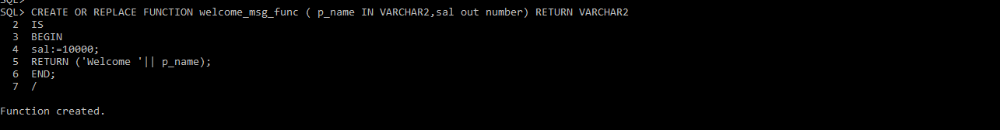 SQL>
SQL> CREATE OR REPLACE FUNCTION welcome_msg_func ( p_name IN VARCHAR2,sal out number) RETURN VARCHAR2
  2  IS
  3  BEGIN
  4  sal:=10000;
  5  RETURN ('Welcome '|| p_name);
  6  END;
  7  /
Function created.